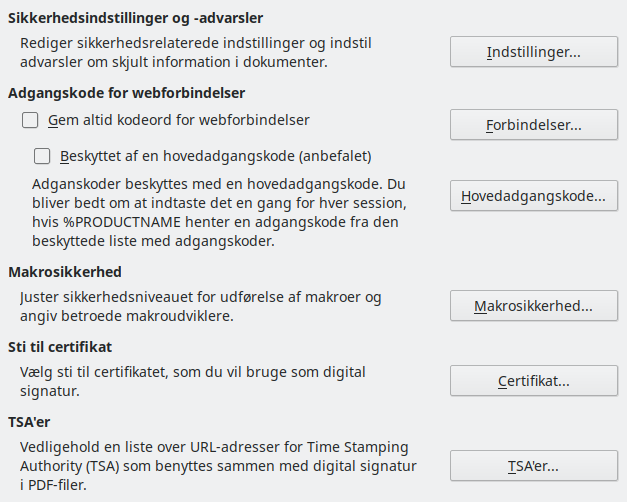 Sikkerhedsindstillinger og -advarsler
Rediger sikkerhedsrelaterede indstillinger og indstil
advarsler om skjult information i dokumenter.
Indstillinger...
Adgangskode for webforbindelser
Gem altid kodeord for webforbindelser
Forbindelser...
Beskyttet af en hovedadgangskode (anbefalet)
Adganskoder beskyttes med en hovedadgangskode. Du
bliver bedt om at indtaste det en gang for hver session,
hvis %PRODUCTNAME henter en adgangskode fra den
beskyttede liste med adgangskoder.
Hovedadgangskode...
Makrosikkerhed
Juster sikkerhedsniveauet for udførelse af makroer og
angiv betroede makroudviklere.
Makrosikkerhed...
Sti til certifikat
Vælg sti til certifikatet, som du vil bruge som digital
signatur.
Certifikat...
TSA'er
Vedligehold en liste over URL-adresser for Time Stamping
Authority (TSA) som benyttes sammen med digital signatur
i PDF-filer.
TSA'er...